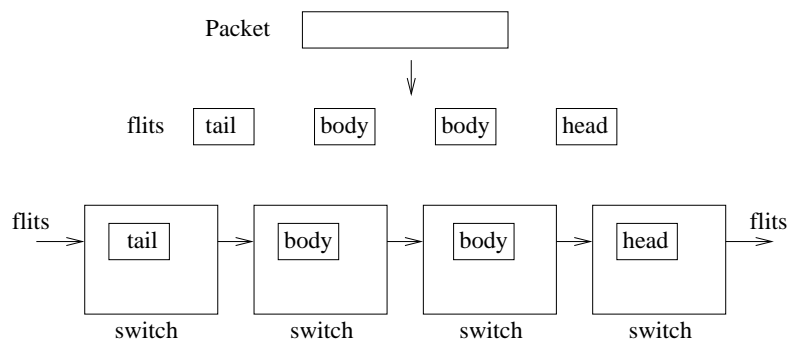 Packet
flits tail body body head
flits flits
tail body body head
switch switch switch switch